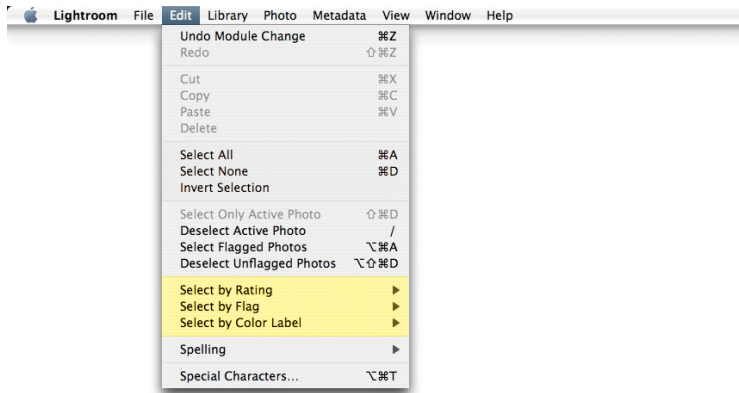 Lightroom File Edit Library Photo Metadata View Window Help
Undo Module Change ⌘Z
Redo ⇧⌘Z
Cut ⌘X
Copy ⌘C
Paste ⌘V
Delete
Select All ⌘A
Select None ⌘D
Invert Selection
Select Only Active Photo ⇧⌘D
Deselect Active Photo /
Select Flagged Photos ⌥⌘A
Deselect Unflagged Photos ⌥⇧⌘D
Select by Rating ▶
Select by Flag ▶
Select by Color Label ▶
Spelling ▶
Special Characters... ⌥⌘T